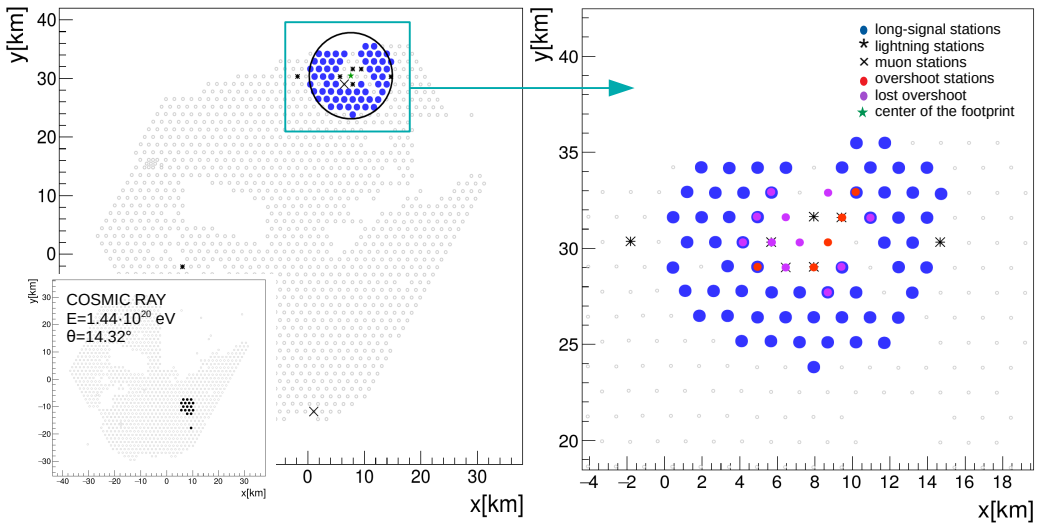 y[km]
40
30
20
10
0
0
10
20
30
x[km]
COSMIC RAY
E=1.44·10^20 eV
θ=14.32°
y[km]
30
20
10
0
−10
−20
−30
−40
−30
−20
−10
0
10
20
30
x[km]
y[km]
40
35
30
25
20
−4
−2
0
2
4
6
8
10
12
14
16
18
x[km]
long-signal stations
lightning stations
muon stations
overshoot stations
lost overshoot
center of the footprint